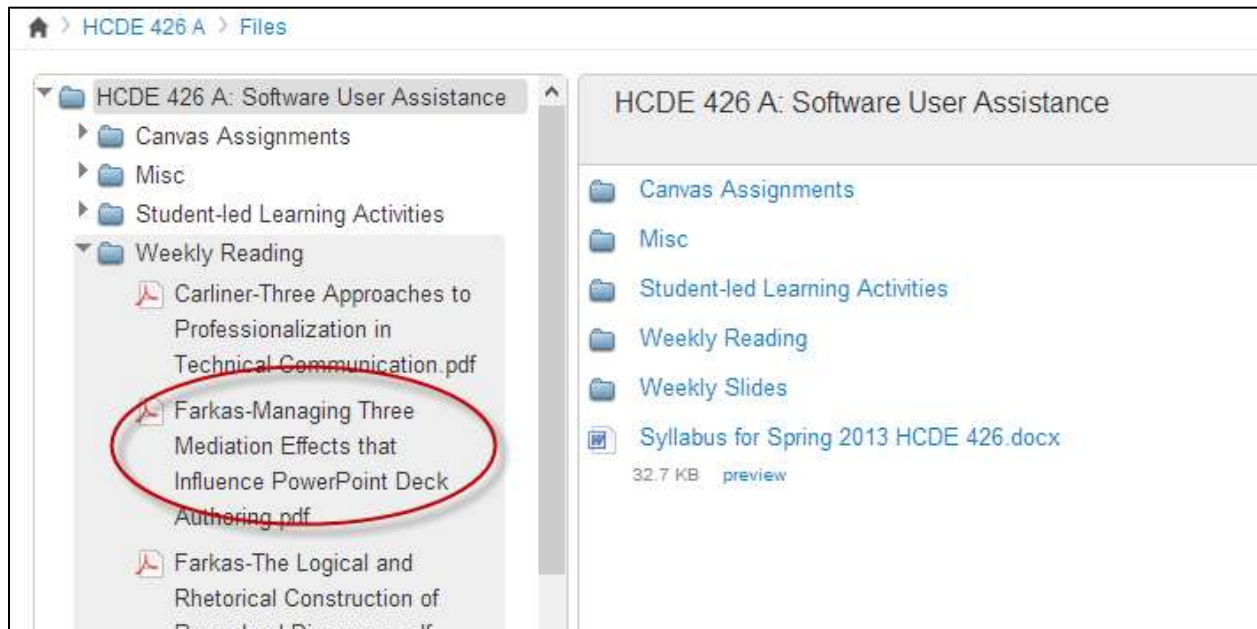 HCDE 426 A > Files
HCDE 426 A: Software User Assistance
Canvas Assignments
Misc
Student-led Learning Activities
Weekly Reading
Carliner-Three Approaches to
Professionalization in
Technical Communication.pdf
Farkas-Managing Three
Mediation Effects that
Influence PowerPoint Deck
Authoring.pdf
Farkas-The Logical and
Rhetorical Construction of
HCDE 426 A: Software User Assistance
Canvas Assignments
Misc
Student-led Learning Activities
Weekly Reading
Weekly Slides
Syllabus for Spring 2013 HCDE 426.docx
32.7 KB preview